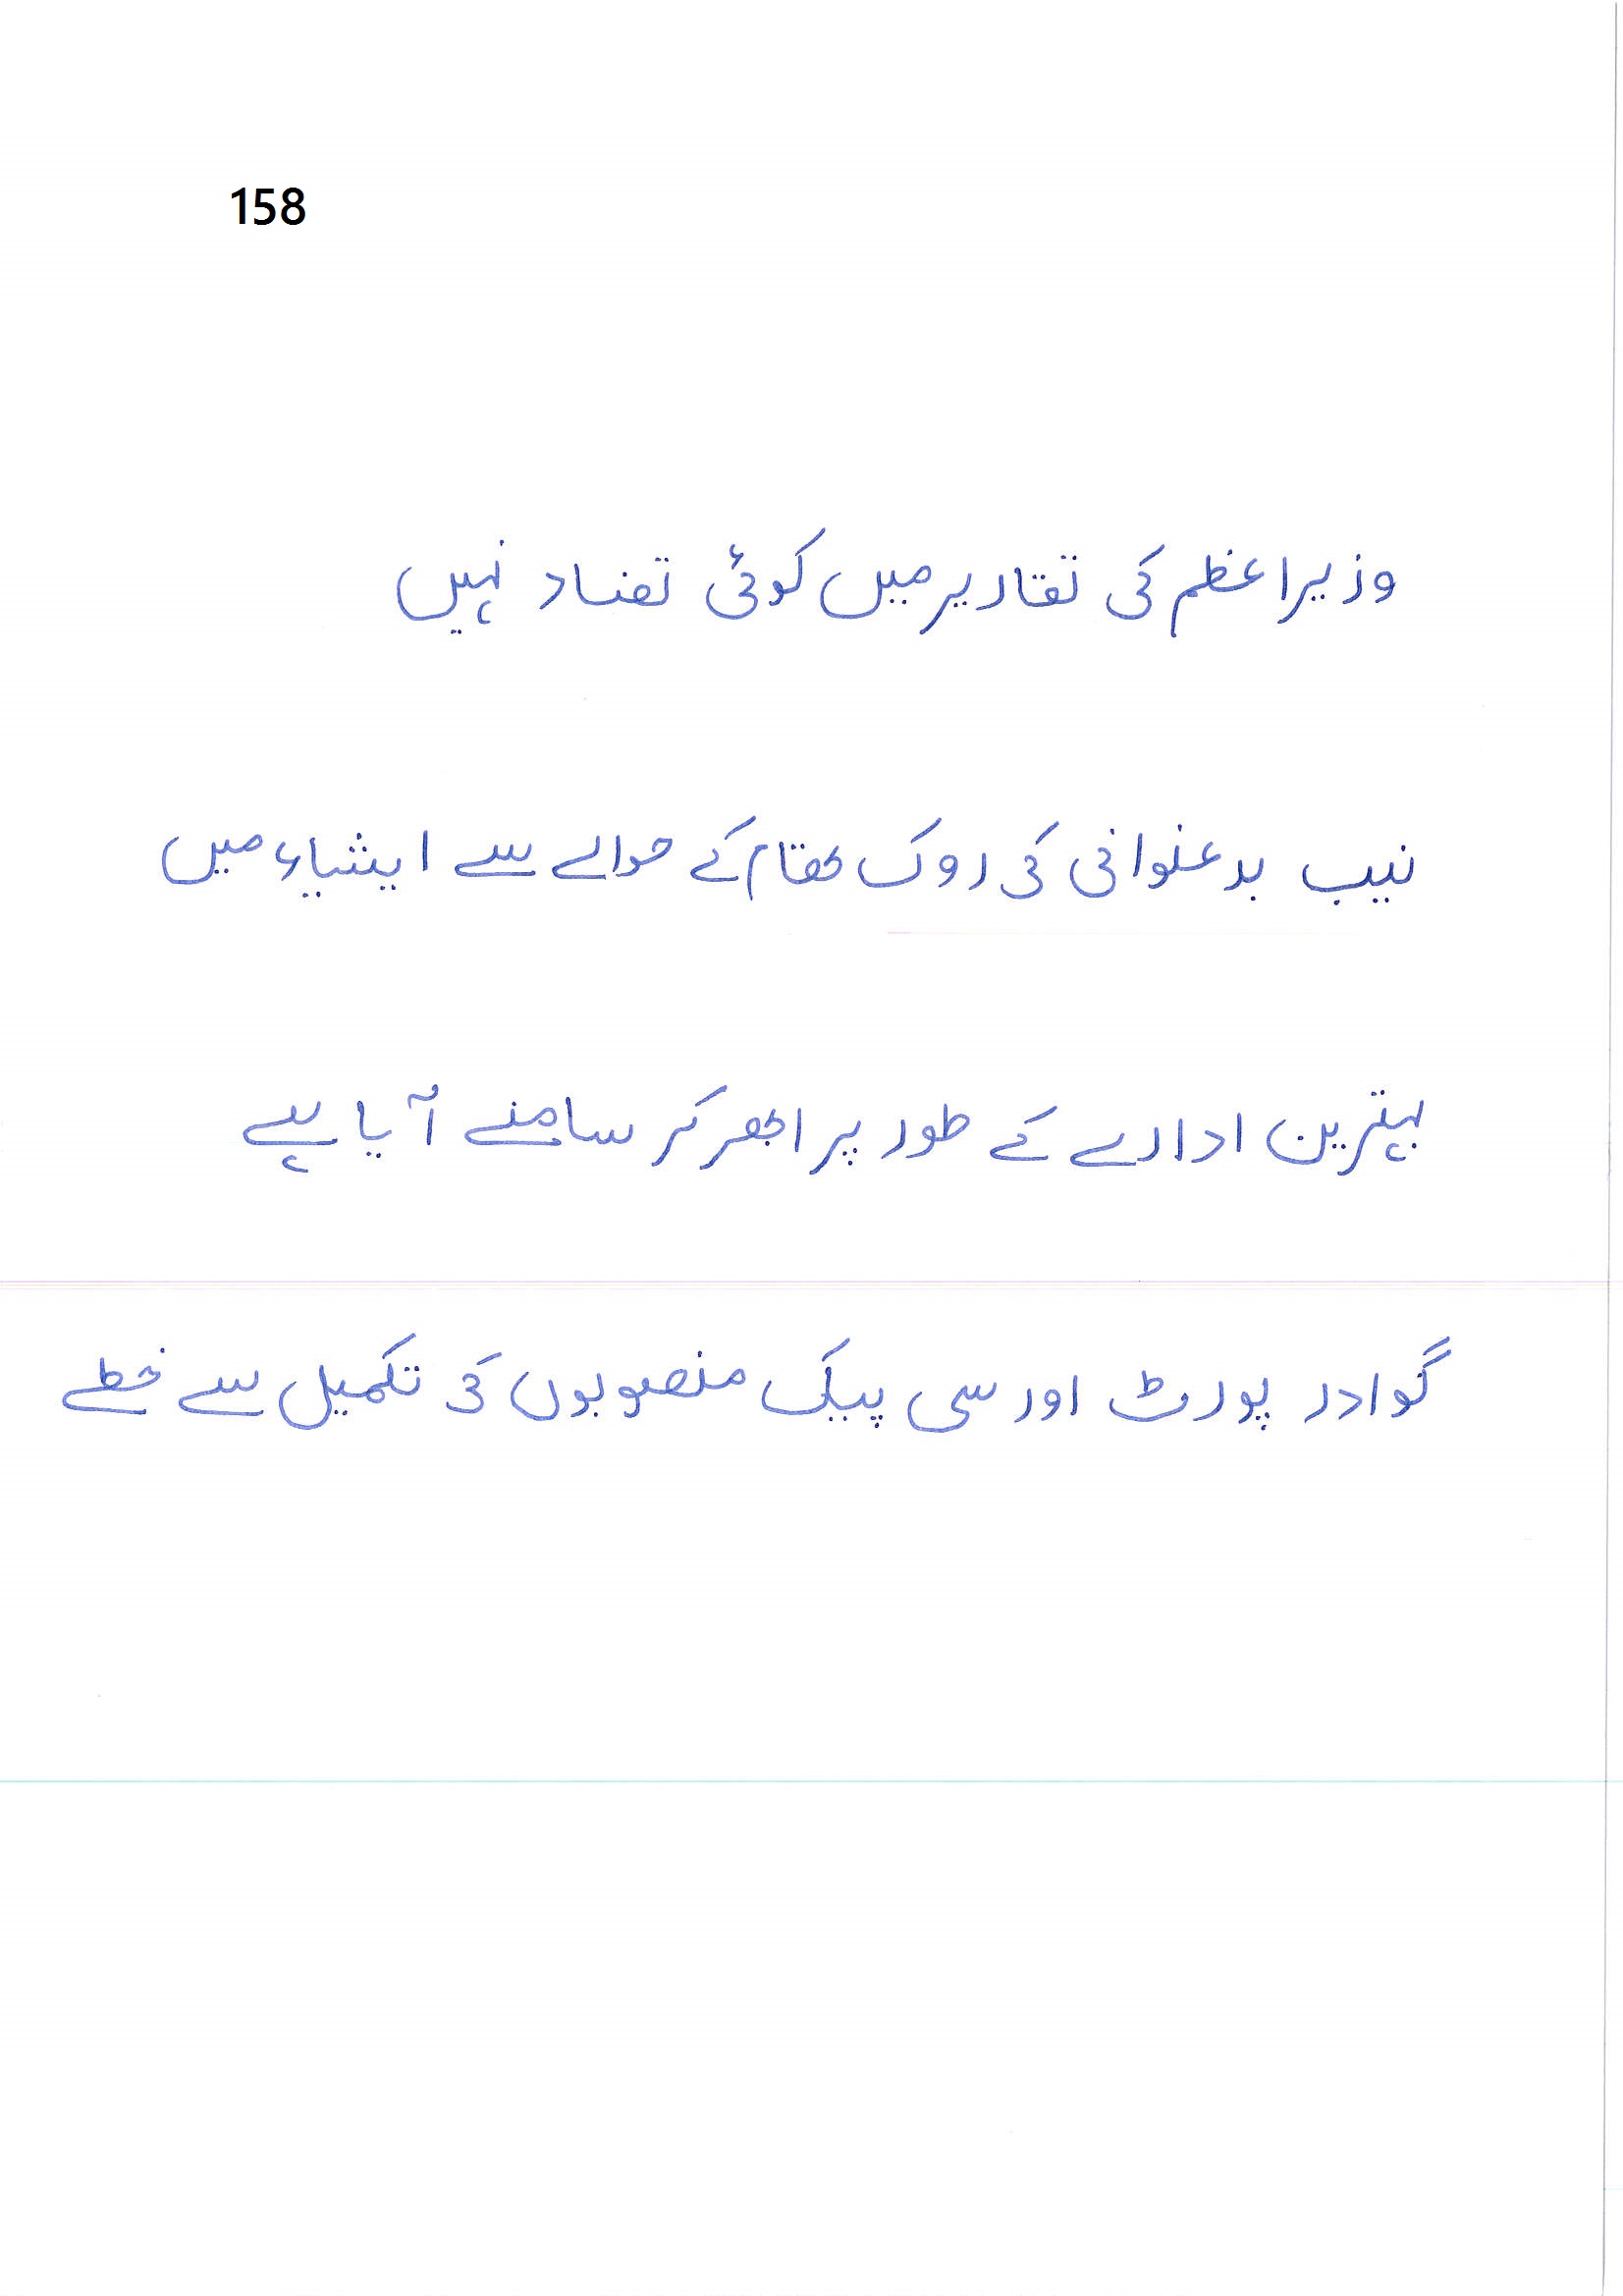 158
وزیراعظم کی تقاریر میں کوئی تضاد نہیں
نیب بدعنوانی کی روک تھام کے حوالے سے ایشیاء میں
بہترین ادارے کے طور پر ابھر کر سامنے آیا ہے
گوادر پورٹ اور سی پیک منصوبوں کی تکمیل سے خطے